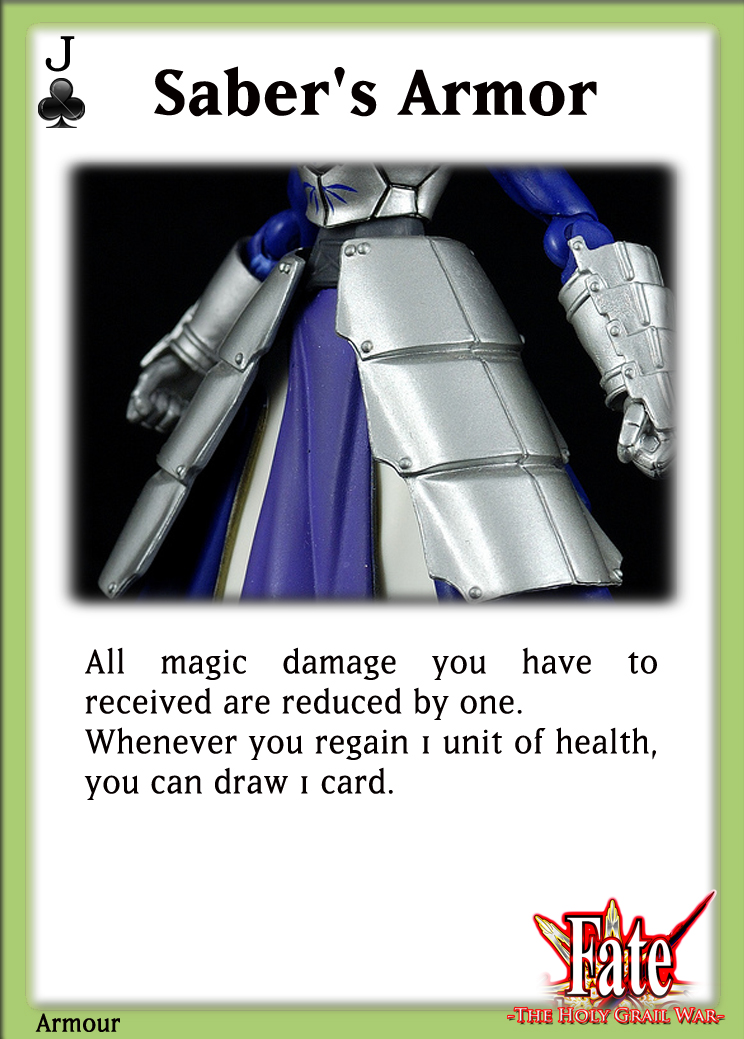 J
Saber's Armor
All magic damage you have to
received are reduced by one.
Whenever you regain 1 unit of health,
you can draw 1 card.
Fate
-THE HOLY GRAIL WAR-
Armour